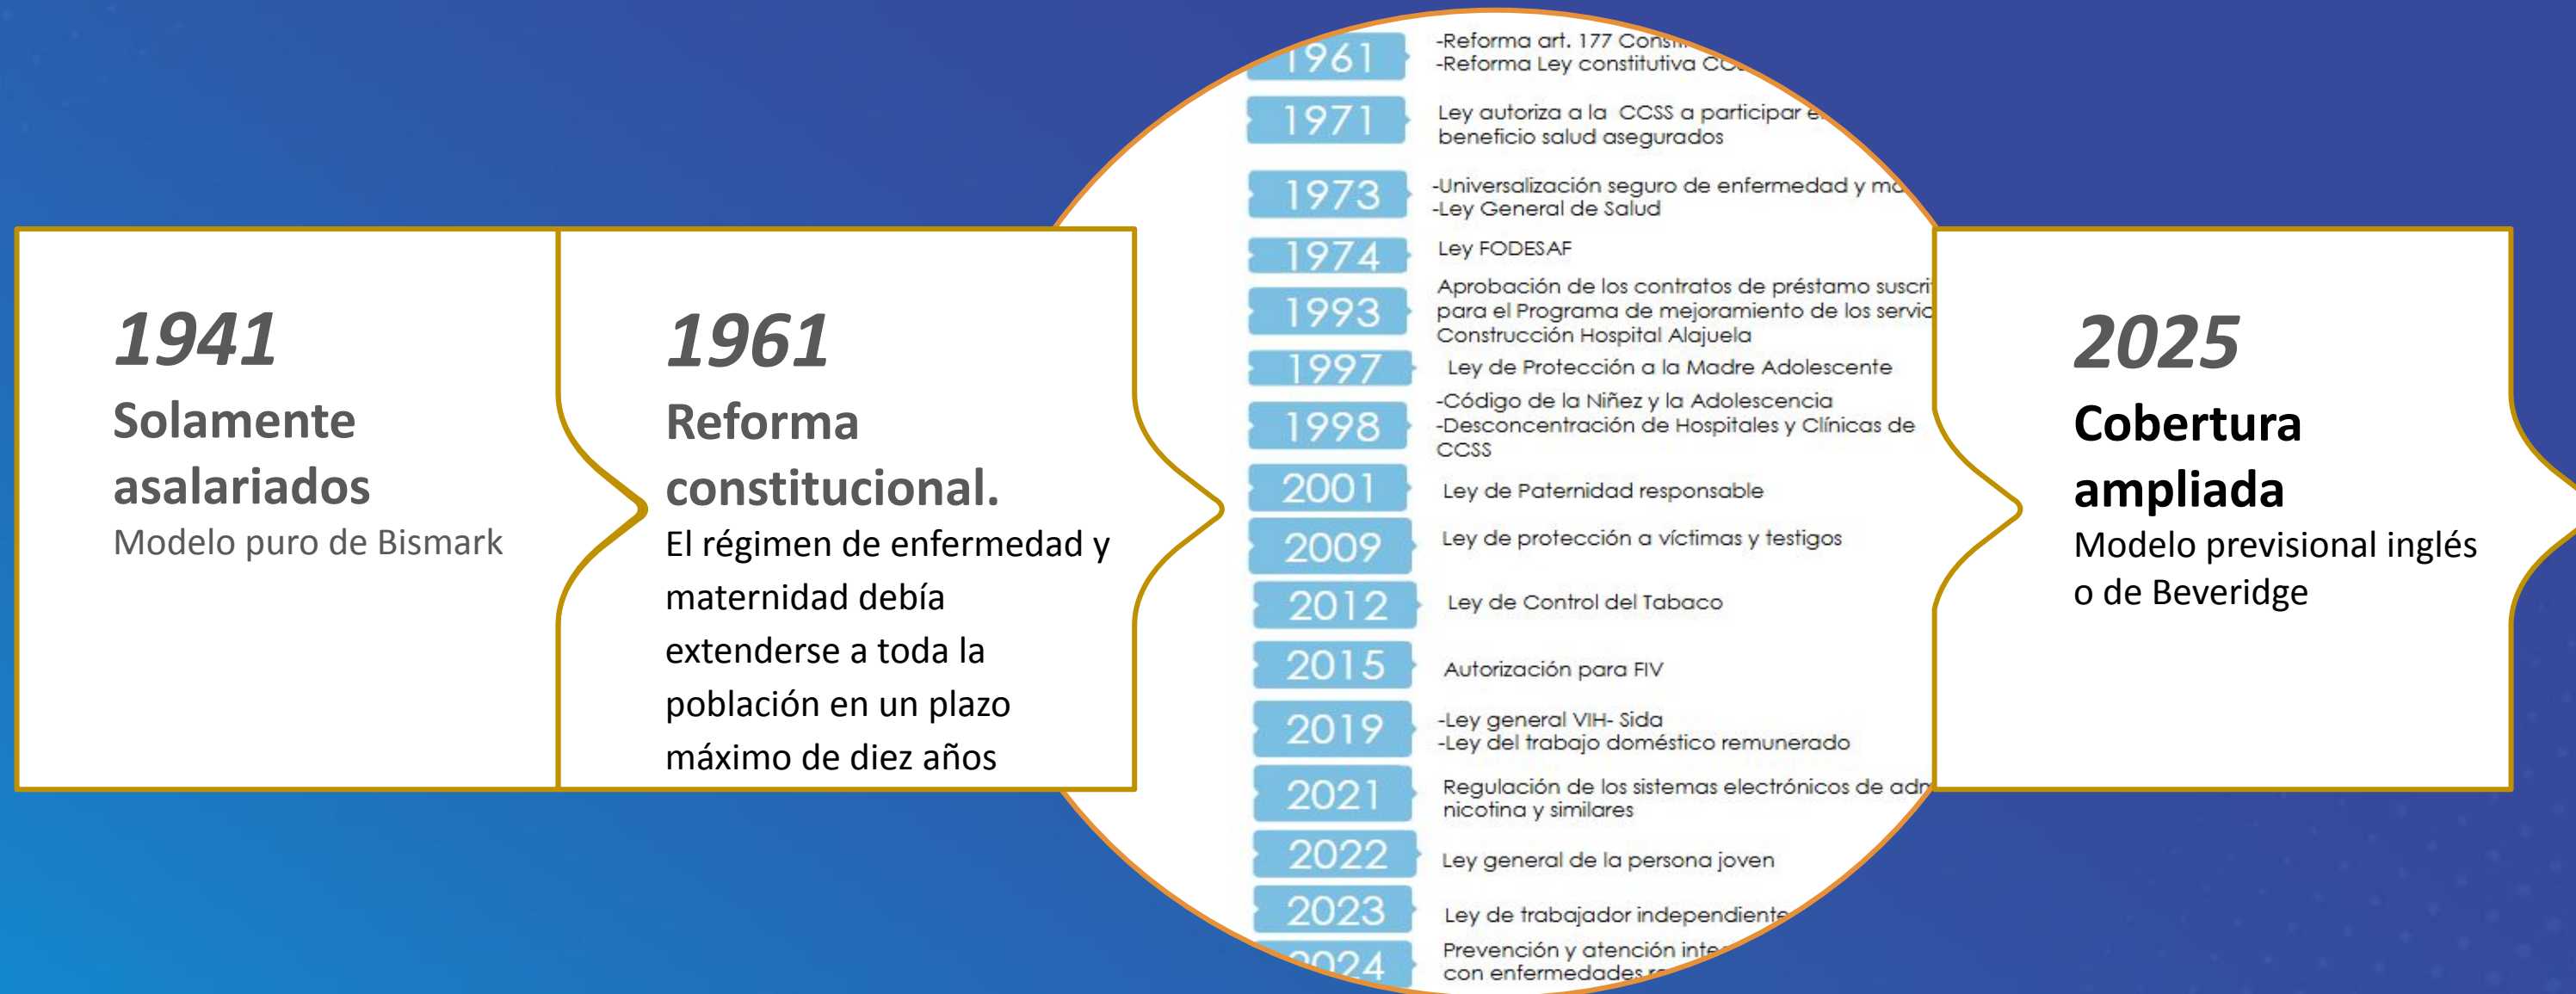 1941
Solamente
asalariados
Modelo puro de Bismark
1961
Reforma
constitucional.
El régimen de enfermedad y
maternidad debía
extenderse a toda la
población en un plazo
máximo de diez años
1961
-Reforma art. 177
-Reforma Ley constitutiva
1971
Ley autoriza a la CCSS a participar
beneficio salud asegurados
1973
-Universalización seguro de enfermedad y
-Ley General de Salud
1974
Ley FODESAF
1993
Aprobación de los contratos de préstamo
para el Programa de mejoramiento de los
Construcción Hospital Alajuela
1997
Ley de Protección a la Madre Adolescente
1998
-Código de la Niñez y la Adolescencia
-Desconcentración de Hospitales y Clínicas de
CCSS
2001
Ley de Paternidad responsable
2009
Ley de protección a víctimas y testigos
2012
Ley de Control del Tabaco
2015
Autorización para FIV
2019
-Ley general VIH- Sida
-Ley del trabajo doméstico remunerado
2021
Regulación de los sistemas electrónicos de
nicotina y similares
2022
Ley general de la persona joven
2023
Ley de trabajador independiente
2024
Prevención y atención
con enfermedades
2025
Cobertura
ampliada
Modelo previsional inglés
o de Beveridge